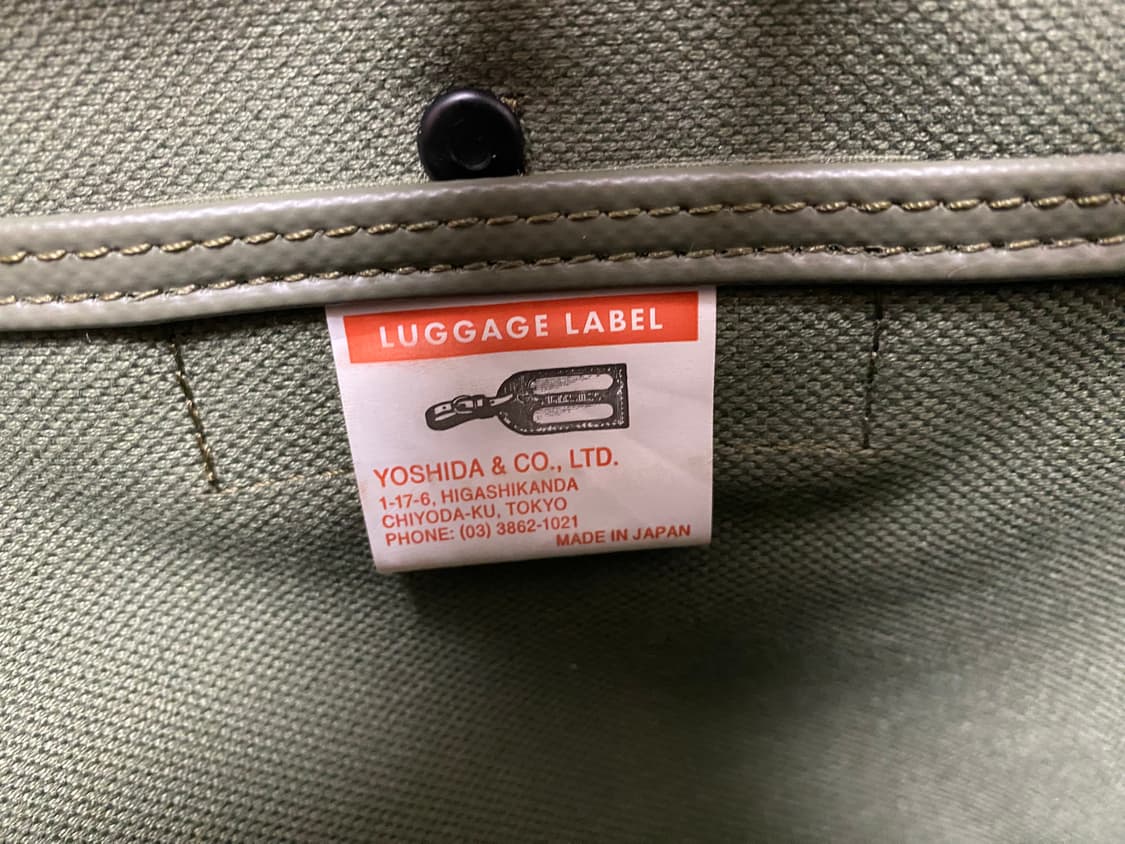 LUGGAGE LABEL
YOSHIDA & CO., LTD.
1-17-6, HIGASHIKANDA
CHIYODA-KU, TOKYO
PHONE: (03) 3862-1021
MADE IN JAPAN